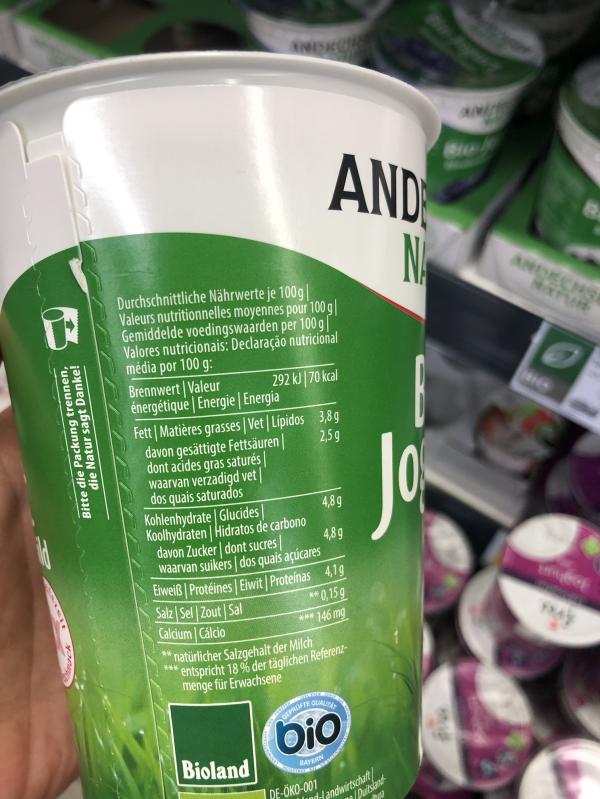 ANDE
NA
Durchschnittliche Nährwerte je 100g |
Valeurs nutritionnelles moyennes pour 100 g |
Gemiddelde voedingswaarden per 100 g |
Valores nutricionais: Declaração nutricional
média por 100 g:
Brennwert | Valeur 292 kJ | 70 kcal
énergétique | Energie | Energia
Fett | Matières grasses | Vet | Lípidos 3,8 g
davon gesättigte Fettsäuren | 2,5 g
dont acides gras saturés |
waarvan verzadigd vet |
dos quais saturados
Kohlenhydrate | Glucides | 4,8 g
Koolhydraten | Hidratos de carbono
davon Zucker | dont sucres | 4,8 g
waarvan suikers | dos quais açúcares
Eiweiß | Protéines | Eiwit | Proteínas 4,1 g
Salz | Sel | Zout | Sal ** 0,15 g
Calcium | Cálcio *** 146 mg
** natürlicher Salzgehalt der Milch
*** entspricht 18 % der täglichen Referenz-
menge für Erwachsene
Bitte die Packung trennen,
die Natur sagt Danke!
B
Jog
Bioland
GEPRÜFTE QUALITÄT
bio
BAYERN
DE-ÖKO-001
ANDECHSER
NATUR
BIO